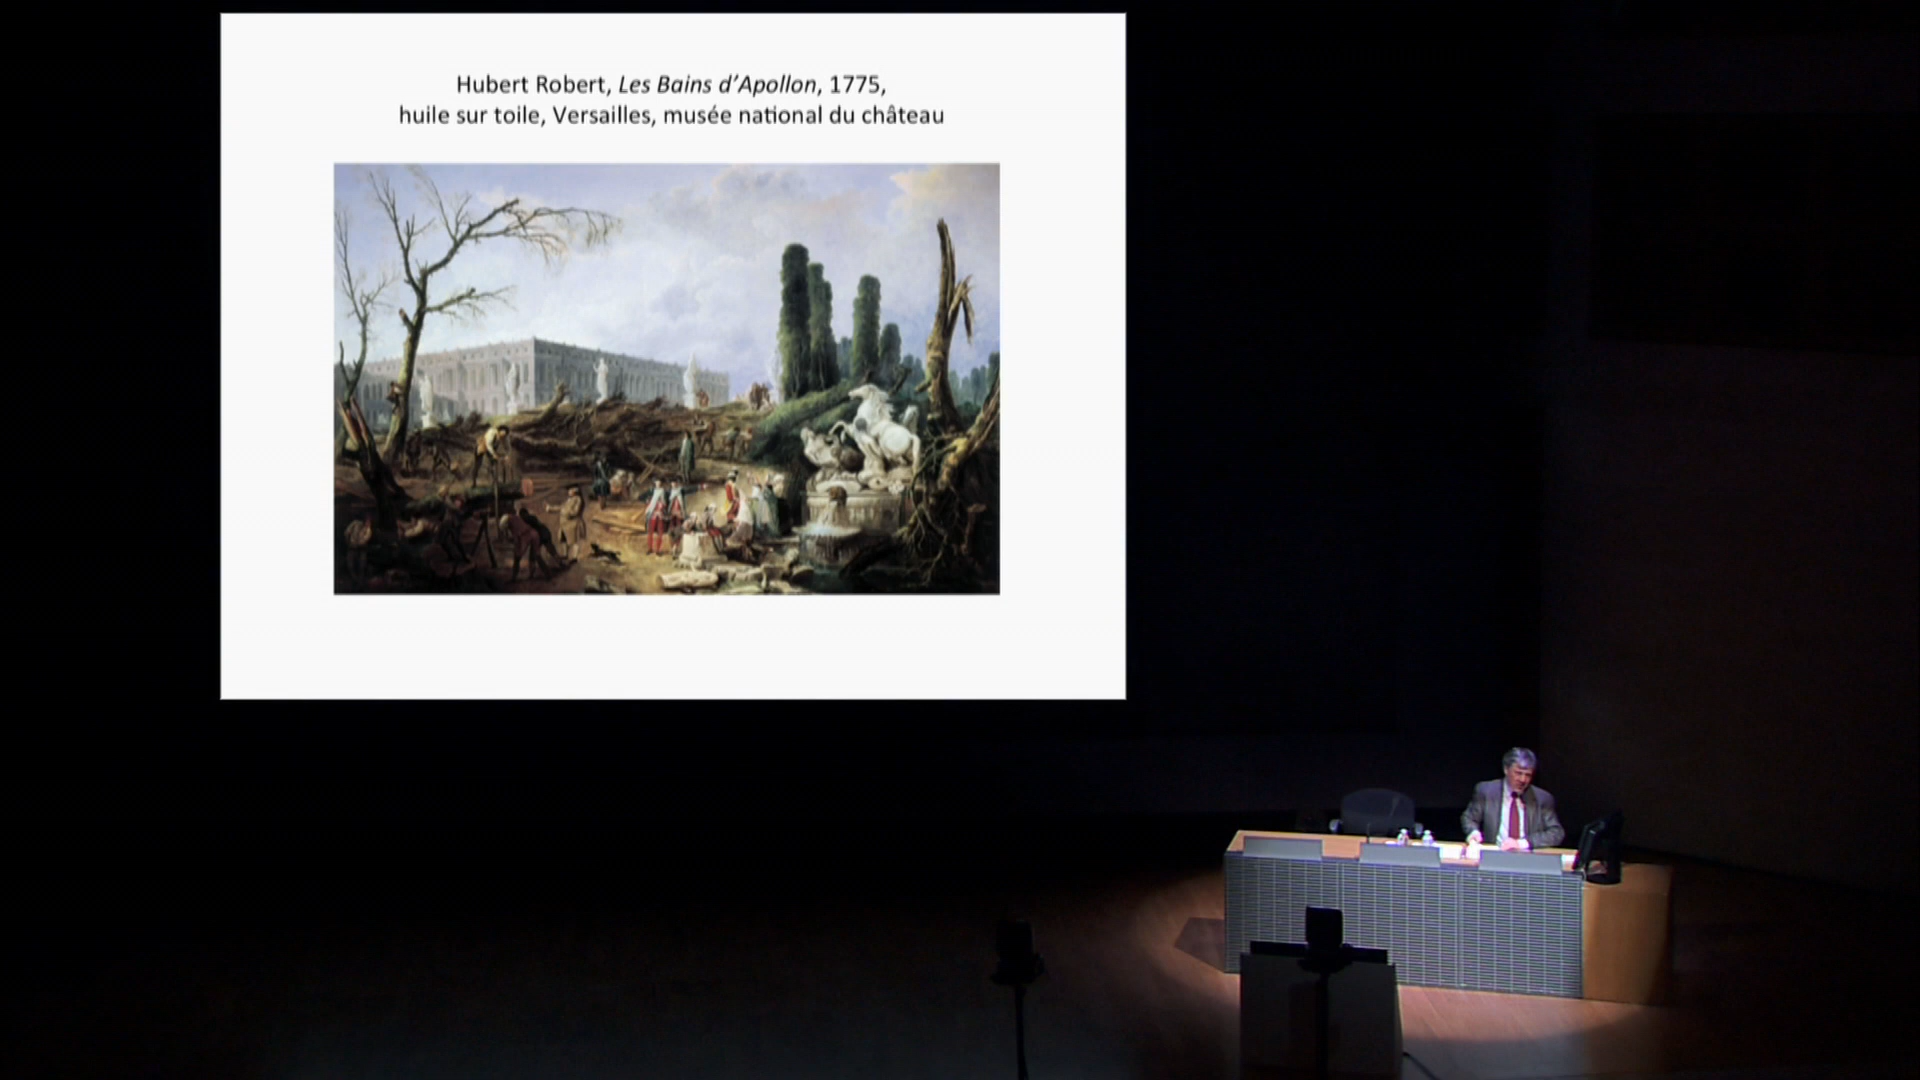 Hubert Robert, Les Bains d’Apollon, 1775,
huile sur toile, Versailles, musée national du château